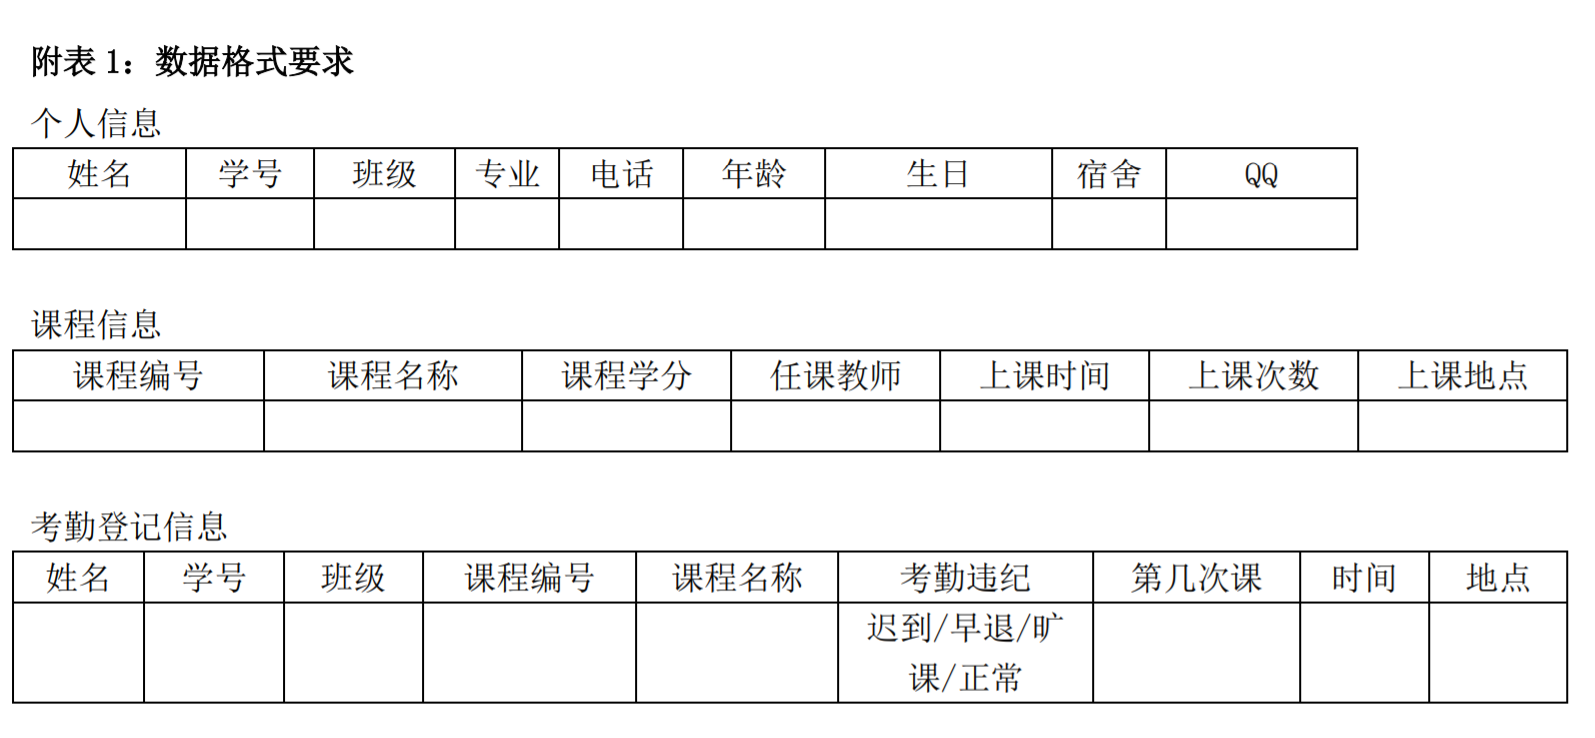 附表 1：数据格式要求
个人信息
姓名 学号 班级 专业 电话 年龄 生日 宿舍 QQ
课程信息
课程编号 课程名称 课程学分 任课教师 上课时间 上课次数 上课地点
考勤登记信息
姓名 学号 班级 课程编号 课程名称 考勤违纪 第几次课 时间 地点
迟到/早退/旷
课/正常